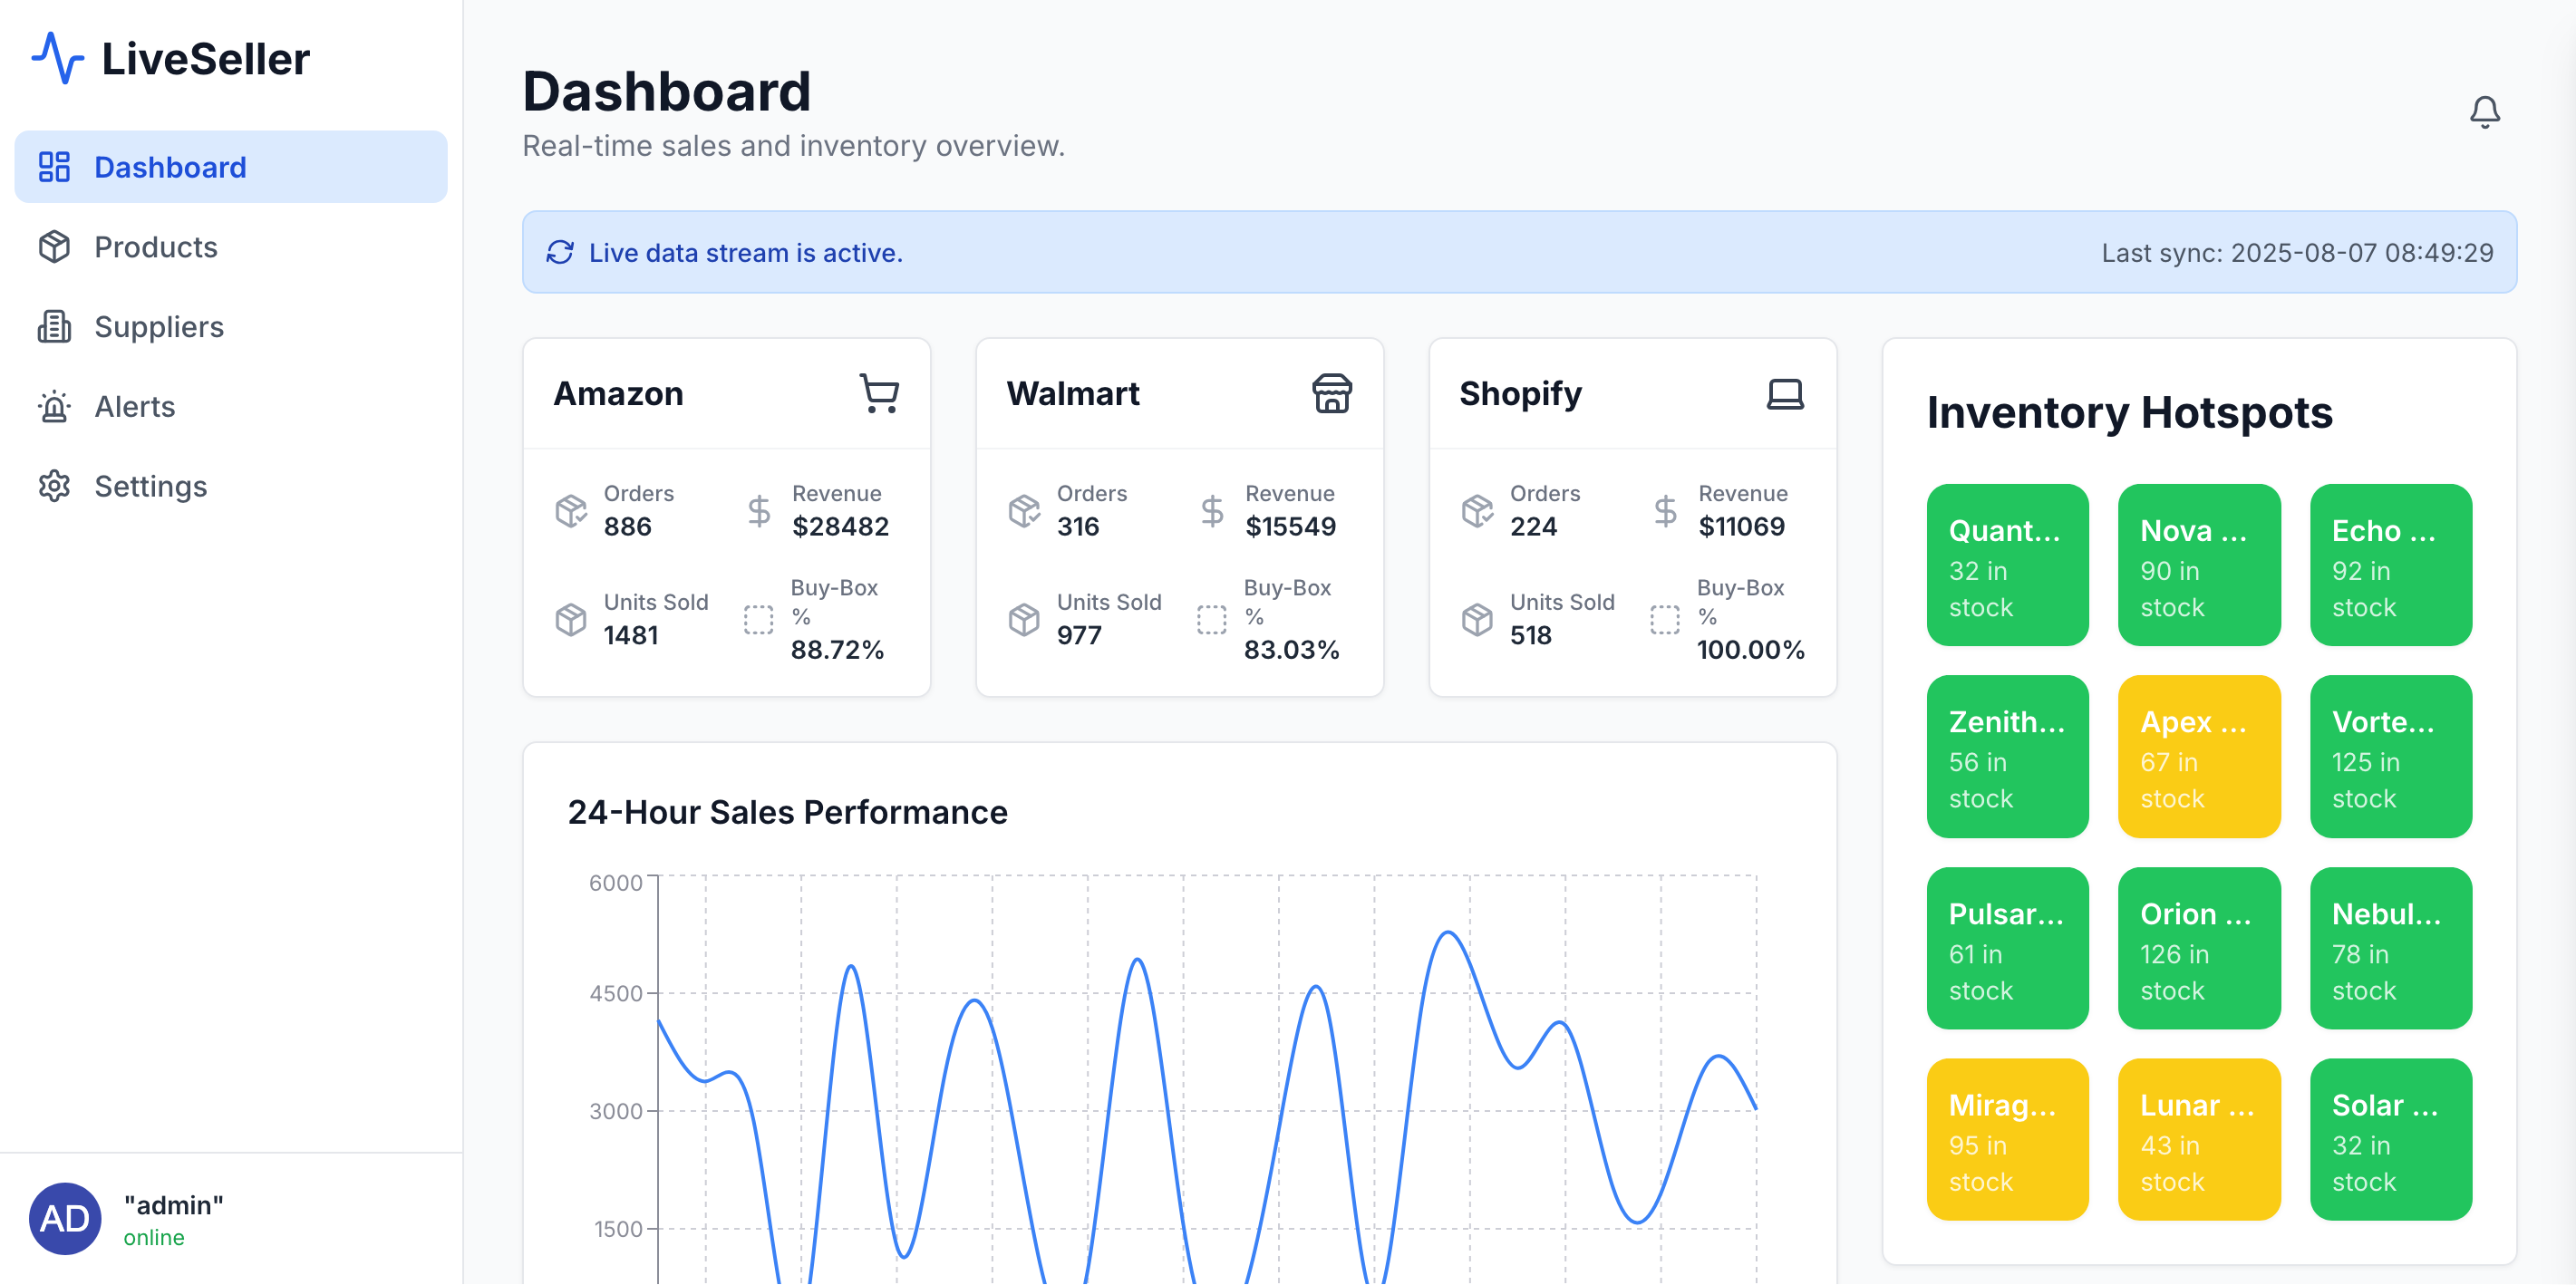 LiveSeller
Dashboard
Products
Suppliers
Alerts
Settings
AD
"admin"
online
Dashboard
Real-time sales and inventory overview.
Live data stream is active.
Last sync: 2025-08-07 08:49:29
Amazon
Orders
886
Revenue
$28482
Units Sold
1481
Buy-Box
%
88.72%
Walmart
Orders
316
Revenue
$15549
Units Sold
977
Buy-Box
%
83.03%
Shopify
Orders
224
Revenue
$11069
Units Sold
518
Buy-Box
%
100.00%
24-Hour Sales Performance
6000
4500
3000
1500
Inventory Hotspots
Quant...
32 in
stock
Nova ...
90 in
stock
Echo ...
92 in
stock
Zenith...
56 in
stock
Apex ...
67 in
stock
Vorte...
125 in
stock
Pulsar...
61 in
stock
Orion ...
126 in
stock
Nebul...
78 in
stock
Mirag...
95 in
stock
Lunar ...
43 in
stock
Solar ...
32 in
stock